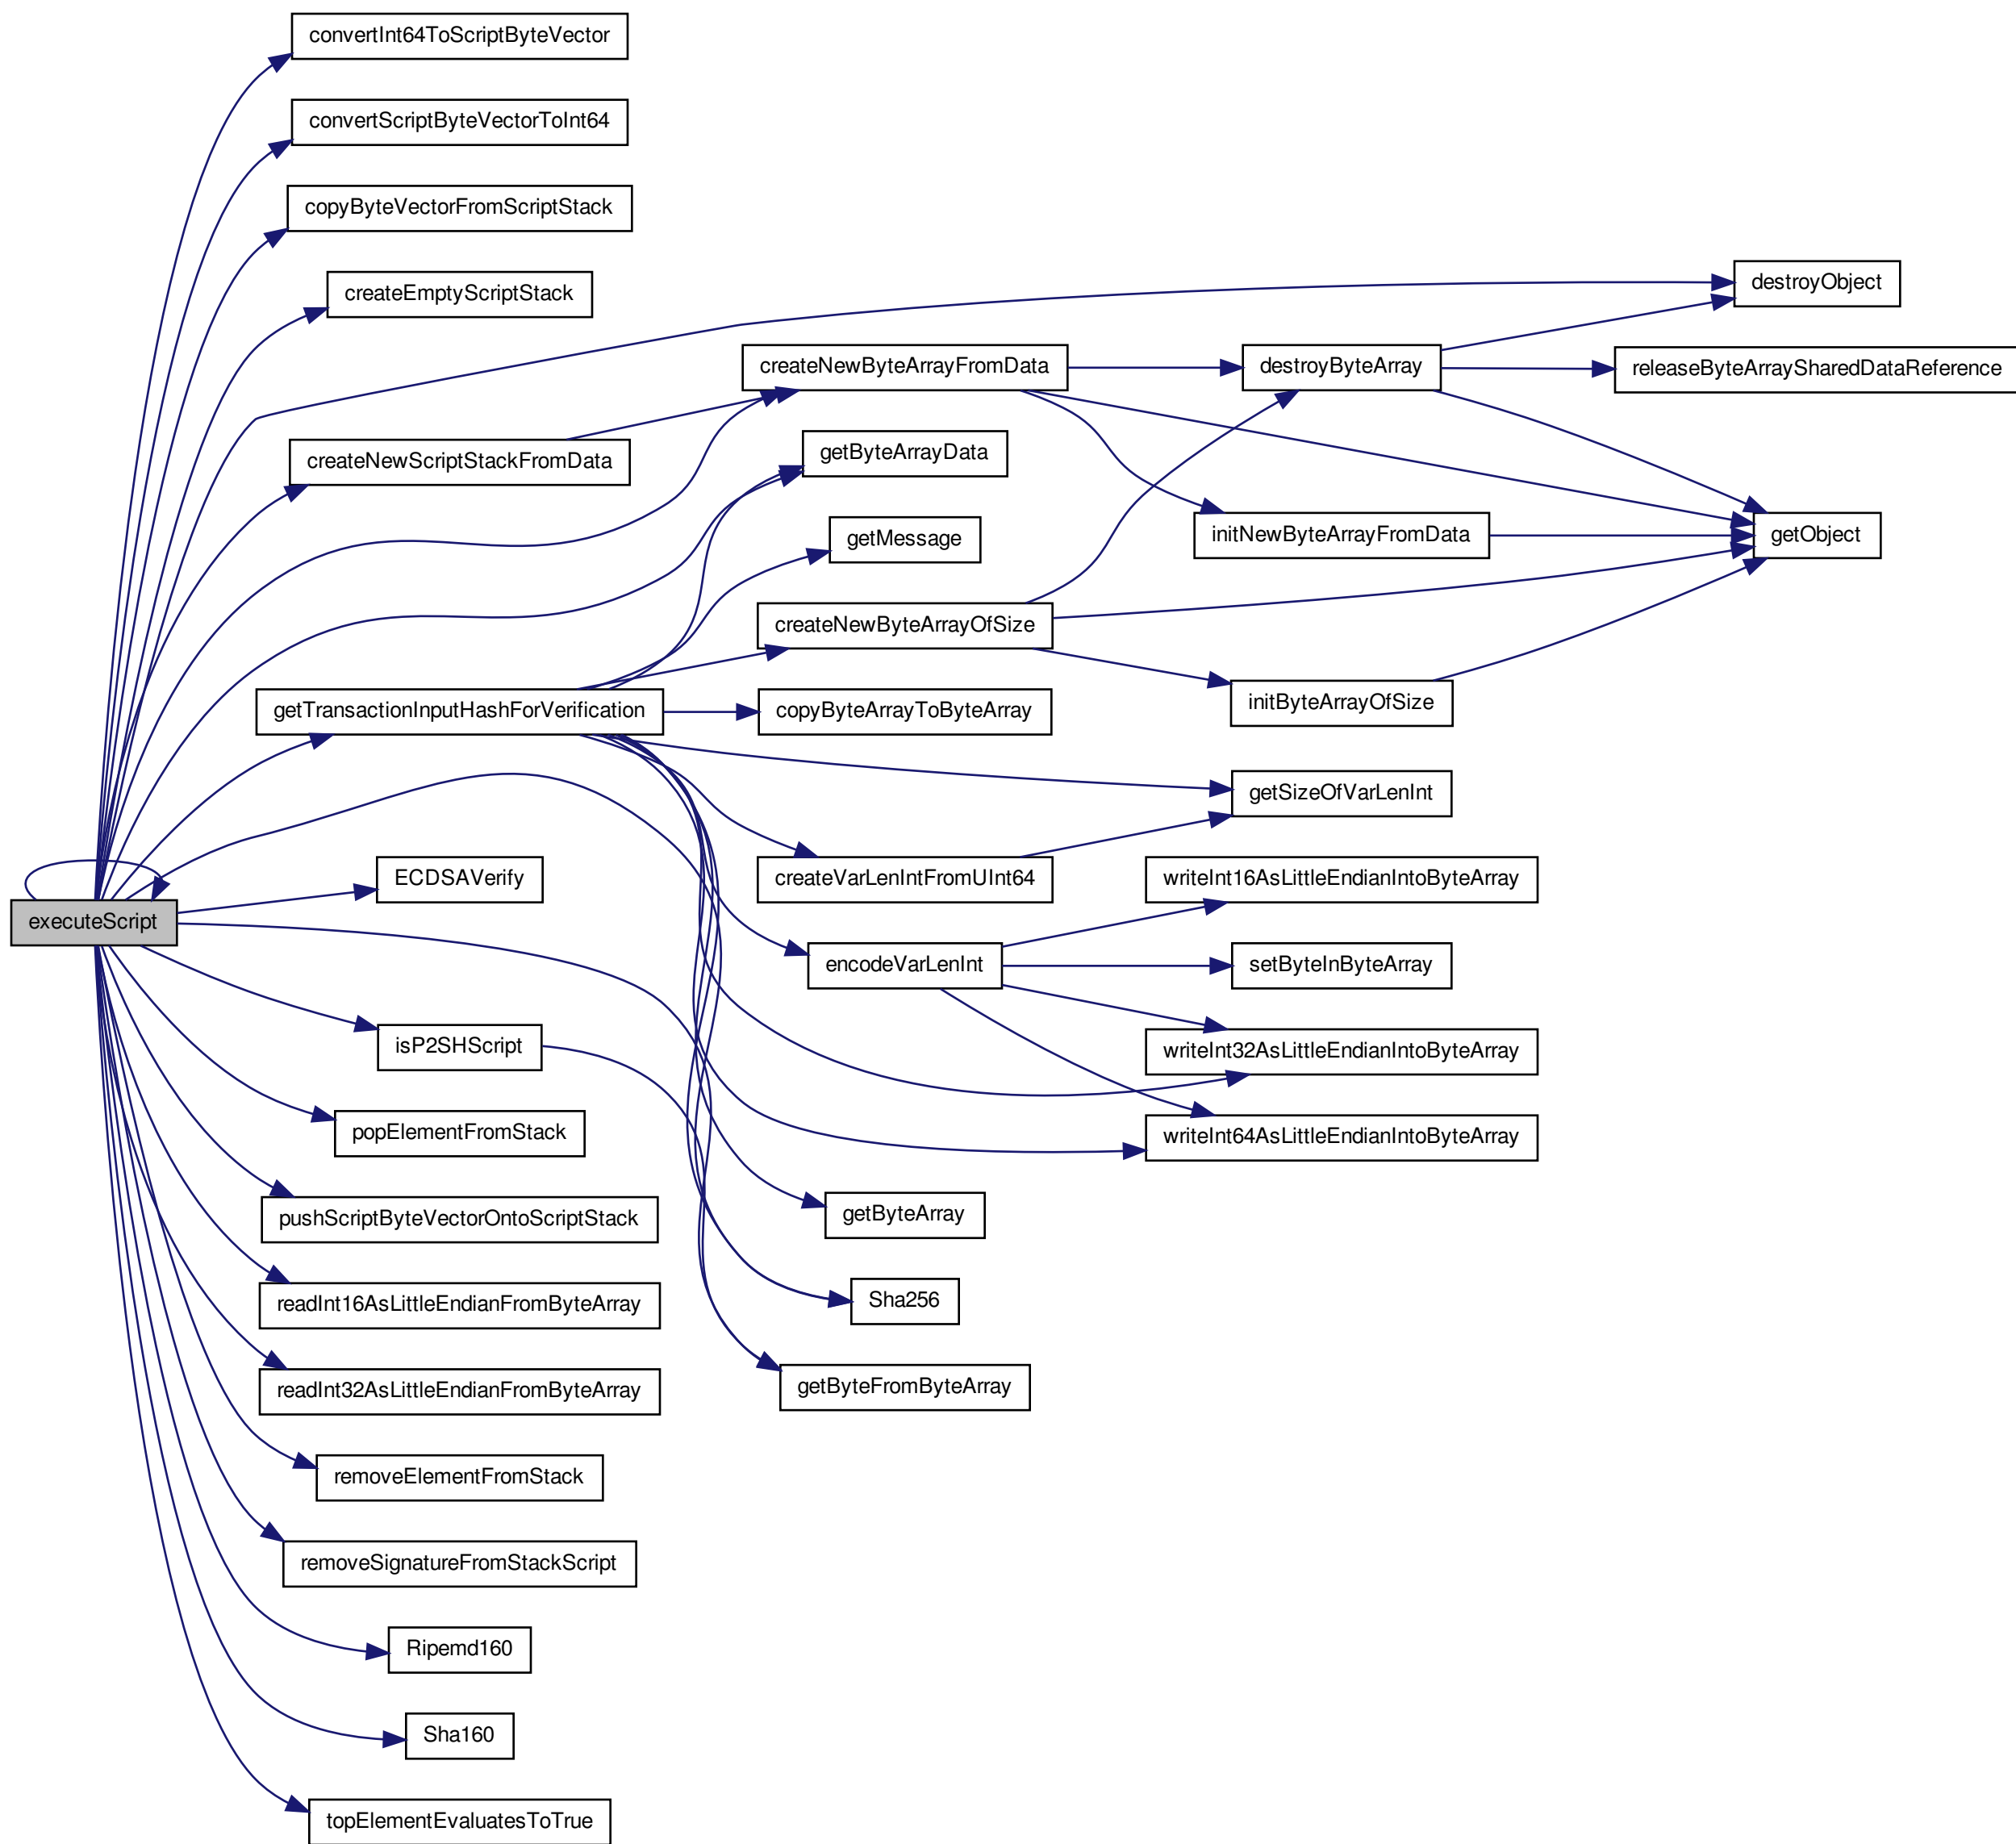 convertInt64ToScriptByteVector
convertScriptByteVectorToInt64
copyByteVectorFromScriptStack
createEmptyScriptStack
destroyObject
createNewByteArrayFromData
destroyByteArray
releaseByteArraySharedDataReference
createNewScriptStackFromData
getByteArrayData
getMessage
initNewByteArrayFromData
getObject
createNewByteArrayOfSize
getTransactionInputHashForVerification
copyByteArrayToByteArray
initByteArrayOfSize
getSizeOfVarLenInt
ECDSAVerify
createVarLenIntFromUInt64
writeInt16AsLittleEndianIntoByteArray
executeScript
encodeVarLenInt
setByteInByteArray
isP2SHScript
writeInt32AsLittleEndianIntoByteArray
popElementFromStack
writeInt64AsLittleEndianIntoByteArray
pushScriptByteVectorOntoScriptStack
getByteArray
readInt16AsLittleEndianFromByteArray
Sha256
readInt32AsLittleEndianFromByteArray
getByteFromByteArray
removeElementFromStack
removeSignatureFromStackScript
Ripemd160
Sha160
topElementEvaluatesToTrue